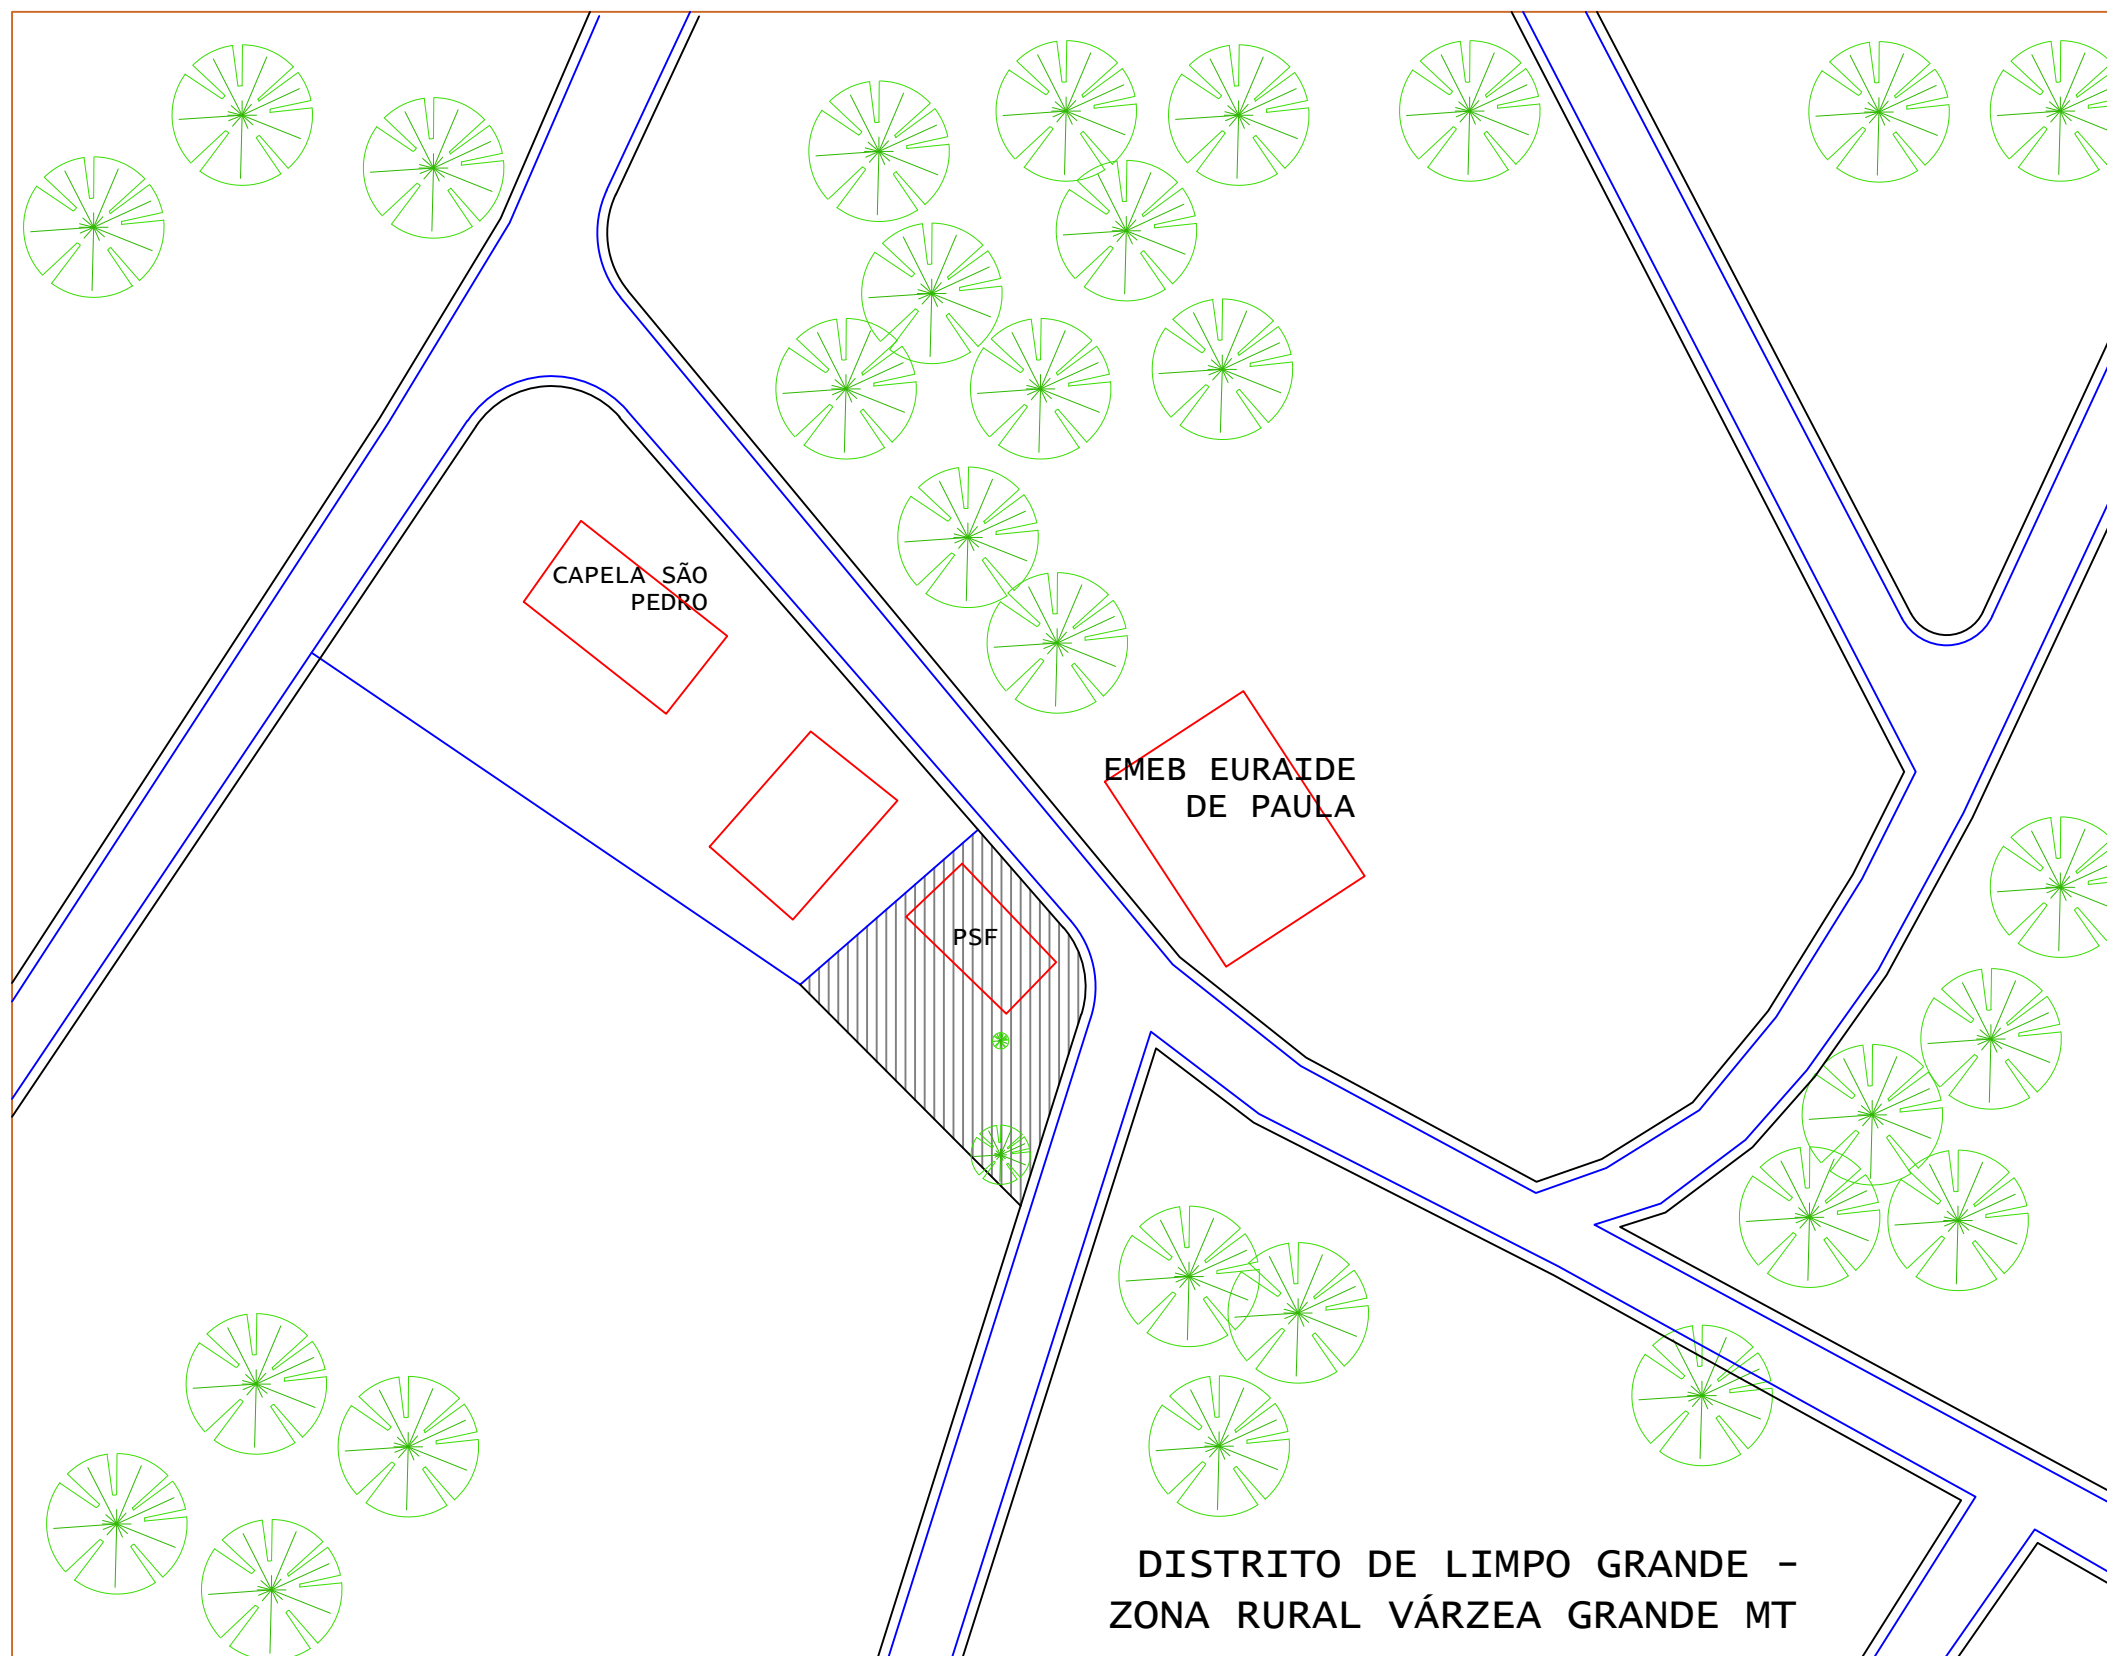 CAPELA SÃO
PEDRO
EMEB EURAIDE
DE PAULA
PSF
DISTRITO DE LIMPO GRANDE -
ZONA RURAL VÁRZEA GRANDE MT